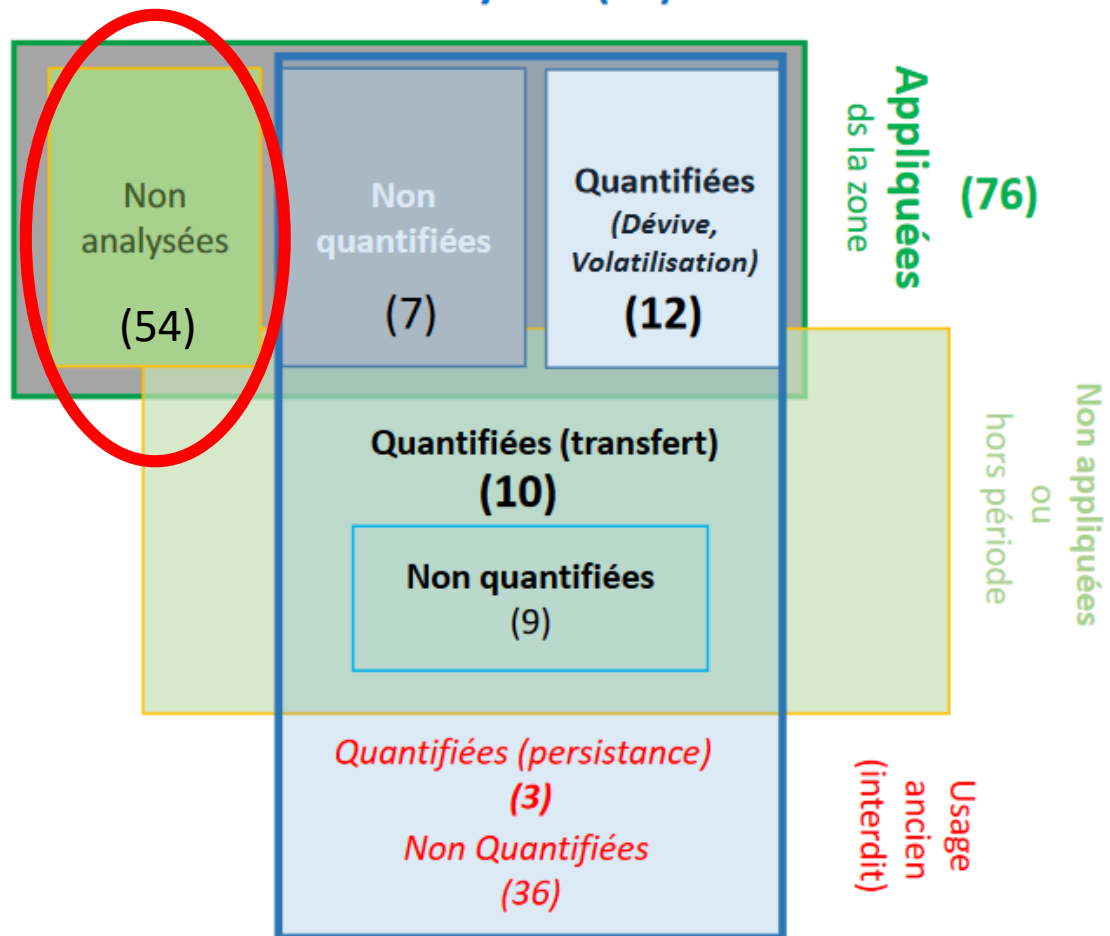 Non
analysées
(54)
Non
quantifiées
(7)
Quantifiées
(Dévive,
Volatilisation)
(12)
Appliquées
ds la zone
(76)
Quantifiées (transfert)
(10)
Non quantifiées
(9)
Non appliquées
ou
hors période
Quantifiées (persistance)
(3)
Non Quantifiées
(36)
Usage
ancien
(interdit)